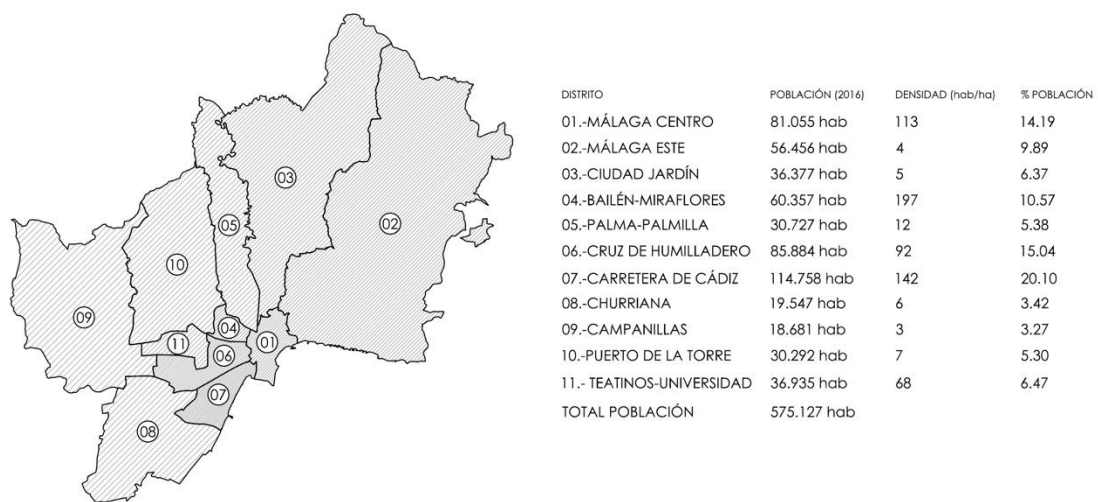 03
02
05
10
09
04
11
01
06
07
08
DISTRITO POBLACIÓN (2016) DENSIDAD (hab/ha) % POBLACIÓN
01.-MÁLAGA CENTRO 81.055 hab 113 14.19
02.-MÁLAGA ESTE 56.456 hab 4 9.89
03.-CIUDAD JARDÍN 36.377 hab 5 6.37
04.-BAILÉN-MIRAFLORES 60.357 hab 197 10.57
05.-PALMA-PALMILLA 30.727 hab 12 5.38
06.-CRUZ DE HUMILLADERO 85.884 hab 92 15.04
07.-CARRETERA DE CÁDIZ 114.758 hab 142 20.10
08.-CHURRIANA 19.547 hab 6 3.42
09.-CAMPANILLAS 18.681 hab 3 3.27
10.-PUERTO DE LA TORRE 30.292 hab 7 5.30
11.- TEATINOS-UNIVERSIDAD 36.935 hab 68 6.47
TOTAL POBLACIÓN 575.127 hab